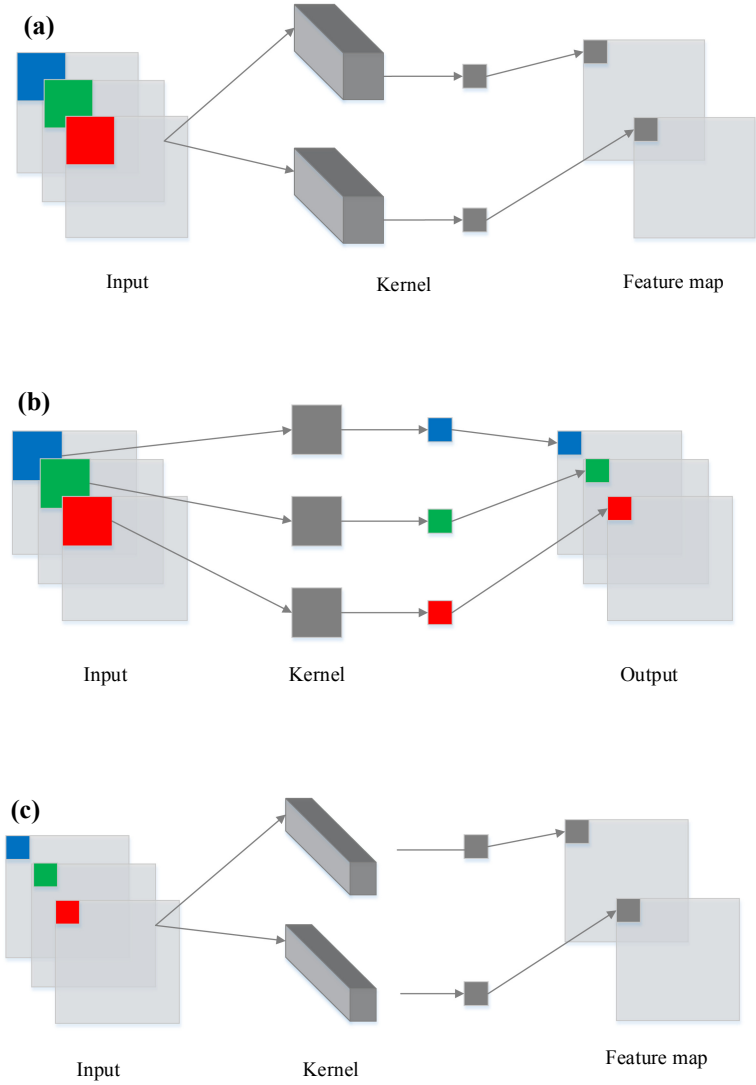 (a)
Input
Kernel
Feature map
(b)
Input
Kernel
Output
(c)
Input
Kernel
Feature map